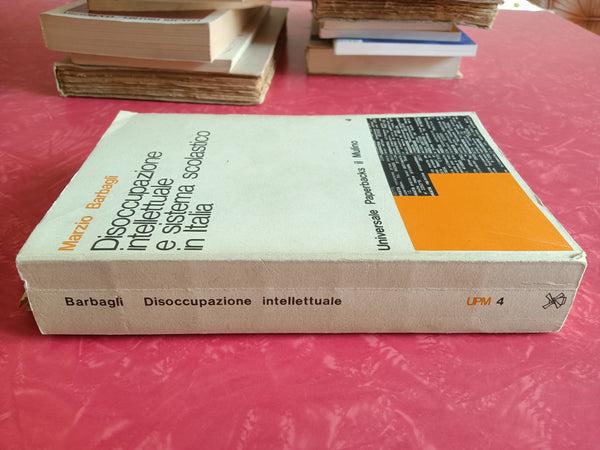 Marzio Barbagli
Disoccupazione
intellettuale
e sistema scolastico
in Italia
4
Universale Paperbacks il Mulino
Barbagli Disoccupazione intellettuale UPM 4